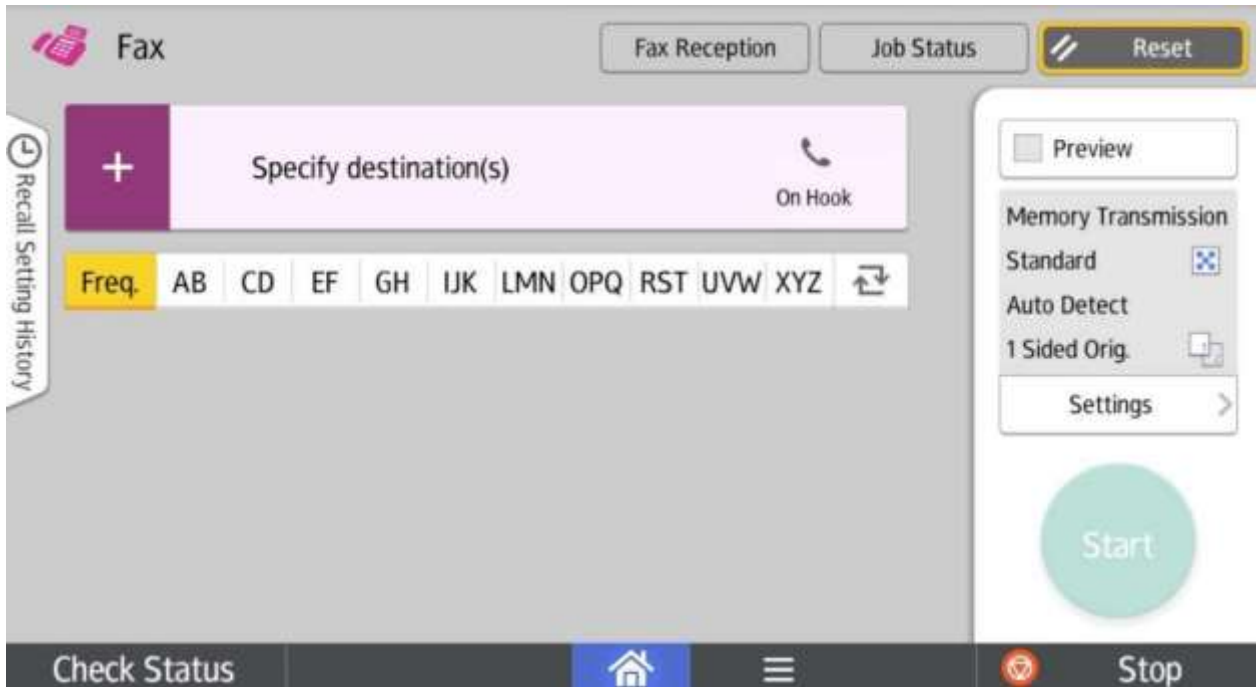 Fax
Fax Reception
Job Status
Reset
Recall Setting History
+
Specify destination(s)
On Hook
Freq. AB CD EF GH IJK LMN OPQ RST UVW XYZ
Preview
Memory Transmission
Standard
Auto Detect
1 Sided Orig.
Settings >
Start
Check Status
Stop